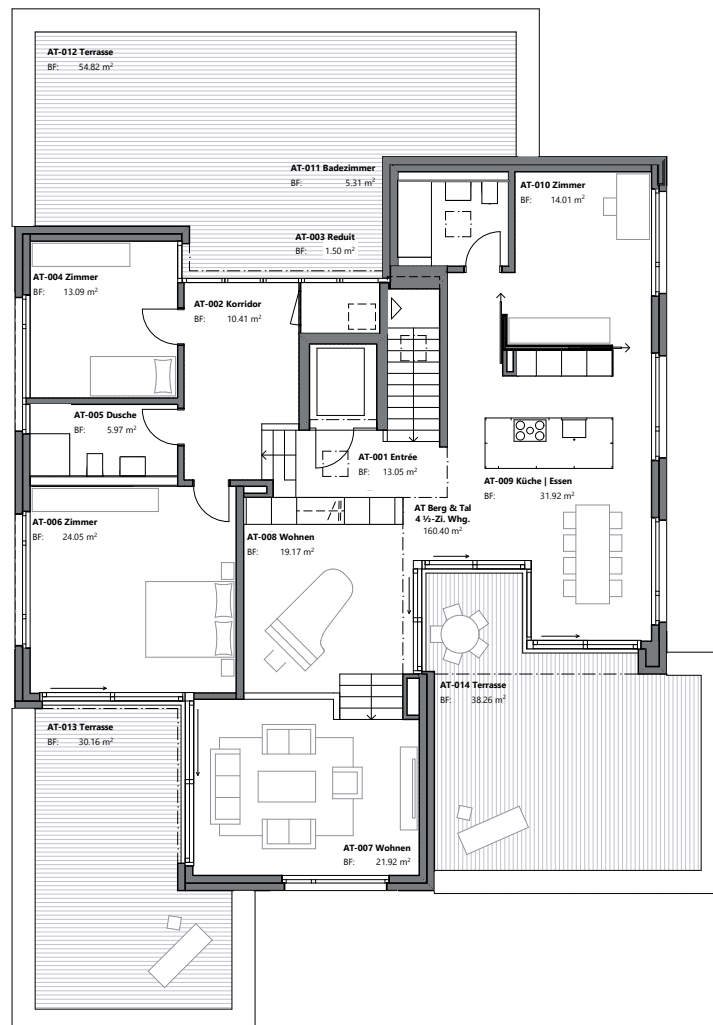 AT-012 Terrasse
BF: 54.82 m²
AT-011 Badezimmer
BF: 5.31 m²
AT-010 Zimmer
BF: 14.01 m²
AT-003 Reduit
BF: 1.50 m²
AT-004 Zimmer
BF: 13.09 m²
AT-002 Korridor
BF: 10.41 m²
AT-005 Dusche
BF: 5.97 m²
AT-001 Entrée
BF: 13.05 m²
AT-009 Küche | Essen
BF: 31.92 m²
AT Berg & Tal
4 ½-Zi. Whg.
160.40 m²
AT-006 Zimmer
BF: 24.05 m²
AT-008 Wohnen
BF: 19.17 m²
AT-014 Terrasse
BF: 38.26 m²
AT-013 Terrasse
BF: 30.16 m²
AT-007 Wohnen
BF: 21.92 m²